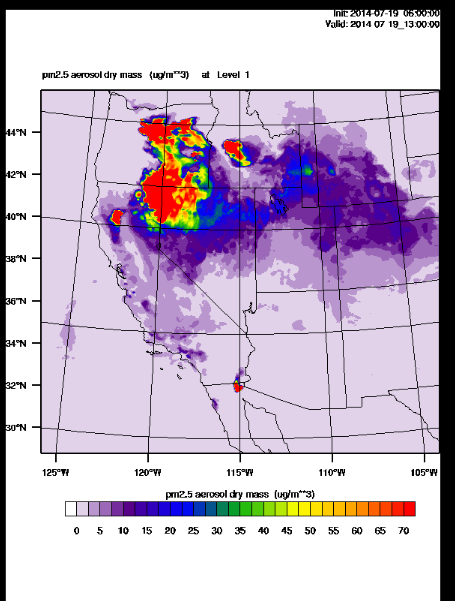 Init: 2014-07-19_06:00:00
Valid: 2014 07 19_13:00:00
pm2.5 aerosol dry mass (ug/m**3) at Level 1
44°N
42°N
40°N
38°N
36°N
34°N
32°N
30°N
125°W 120°W 115°W 110°W 105°W
pm2.5 aerosol dry mass (ug/m**3)
0 5 10 15 20 25 30 35 40 45 50 55 60 65 70